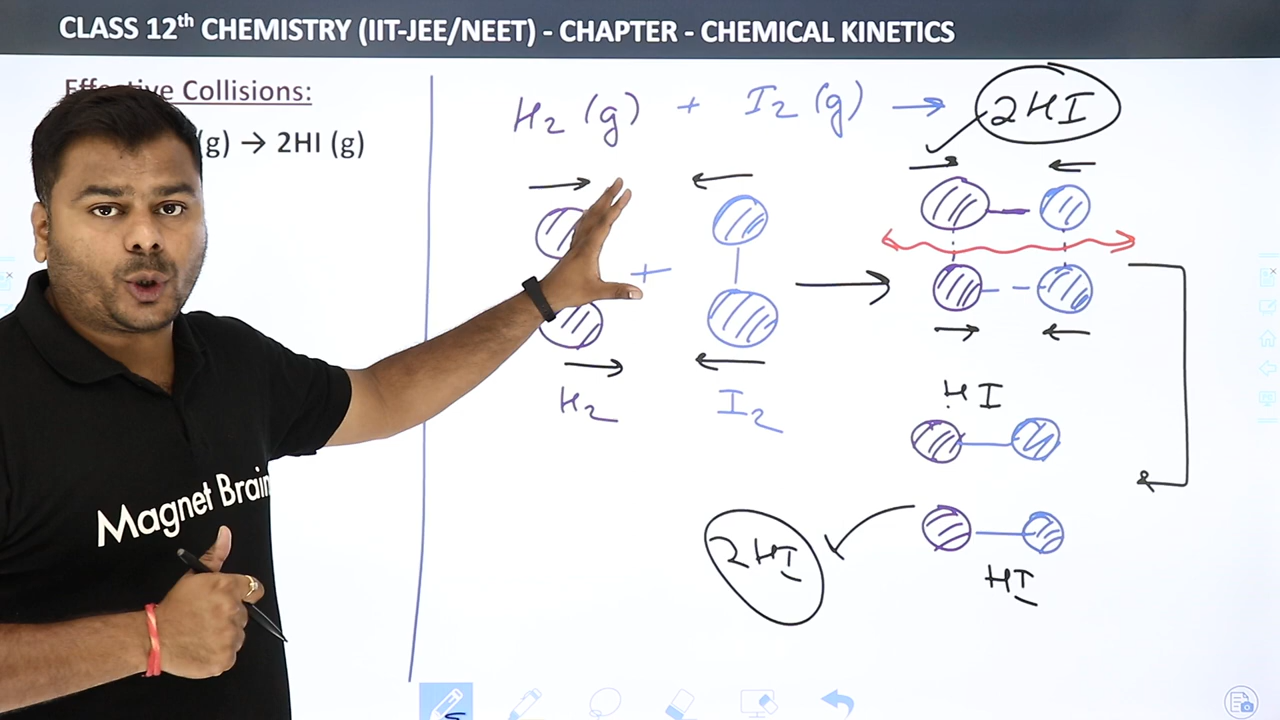 CLASS 12th CHEMISTRY (IIT-JEE/NEET) - CHAPTER - CHEMICAL KINETICS
Collisions:
(g) → 2HI (g)
H2 (g) + I2 (g) → 2HI
+
H2 I2
HI
2HI
HI
Magnet Brain